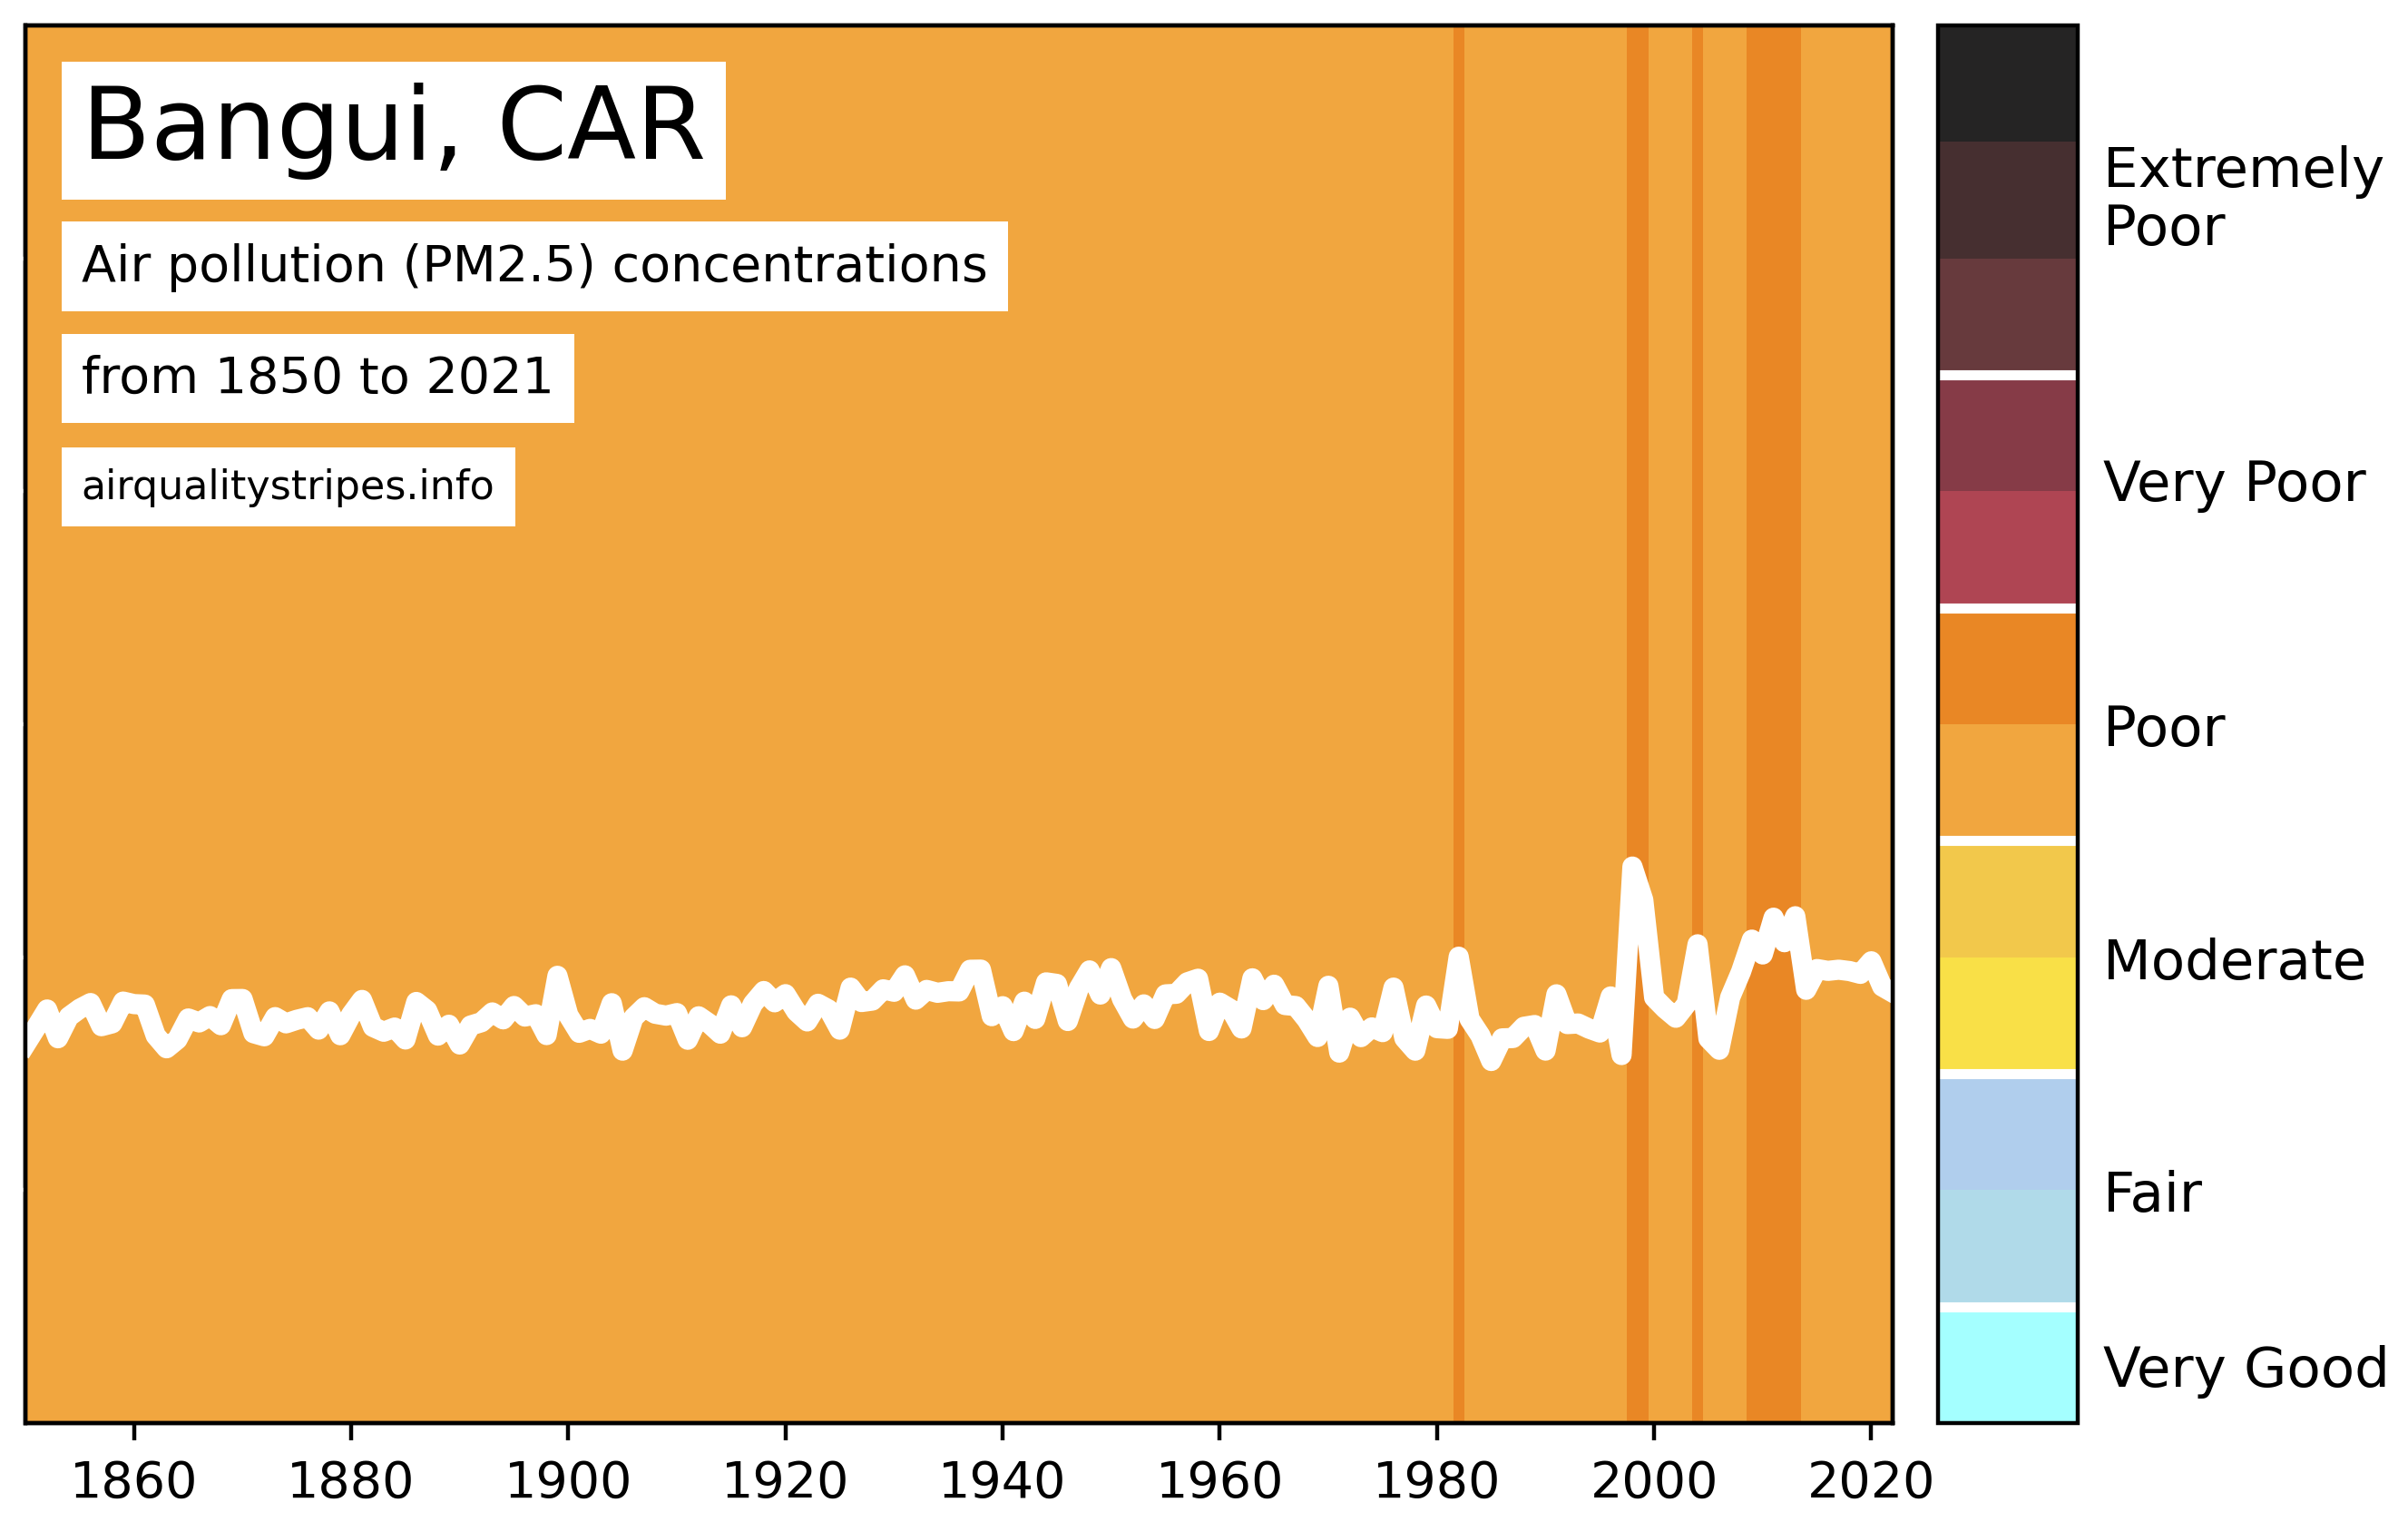 Bangui, CAR
Air pollution (PM2.5) concentrations
from 1850 to 2021
airqualitystripes.info
Extremely
Poor
Very Poor
Poor
Moderate
Fair
Very Good
1860 1880 1900 1920 1940 1960 1980 2000 2020